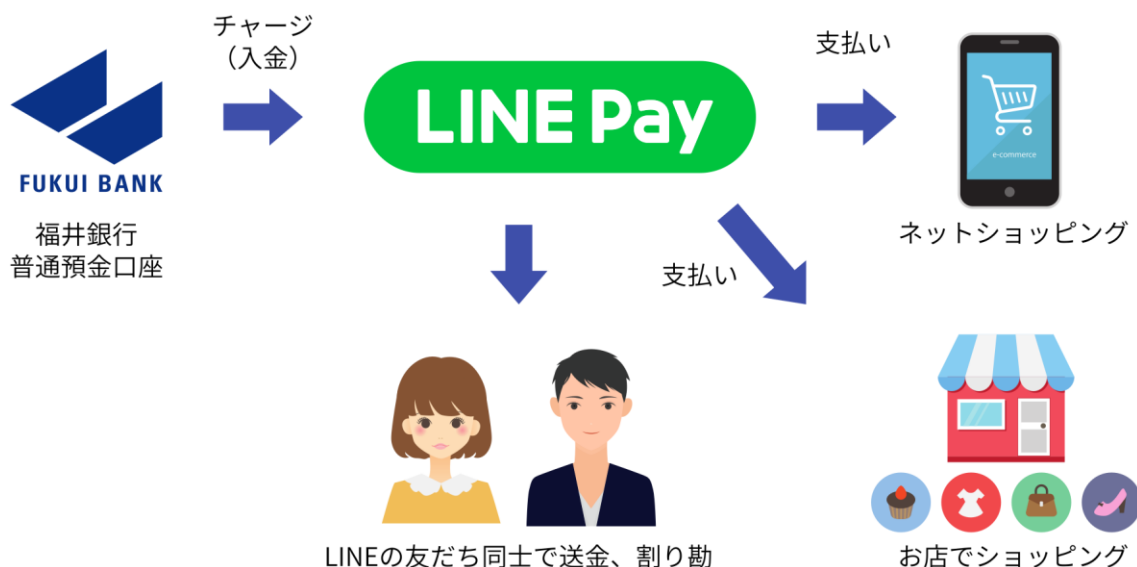 チャージ
（入金）
FUKUI BANK
福井銀行
普通預金口座
LINE Pay
支払い
e-commerce
ネットショッピング
支払い
LINEの友だち同士で送金、割り勘
お店でショッピング